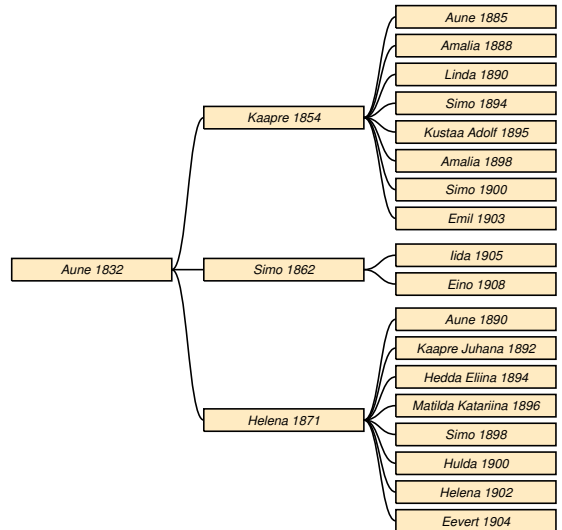 Aune 1885
Amalia 1888
Linda 1890
Simo 1894
Kaapre 1854
Kustaa Adolf 1895
Amalia 1898
Simo 1900
Emil 1903
Iida 1905
Aune 1832
Simo 1862
Eino 1908
Aune 1890
Kaapre Juhana 1892
Hedda Eliina 1894
Matilda Katariina 1896
Helena 1871
Simo 1898
Hulda 1900
Helena 1902
Eevert 1904